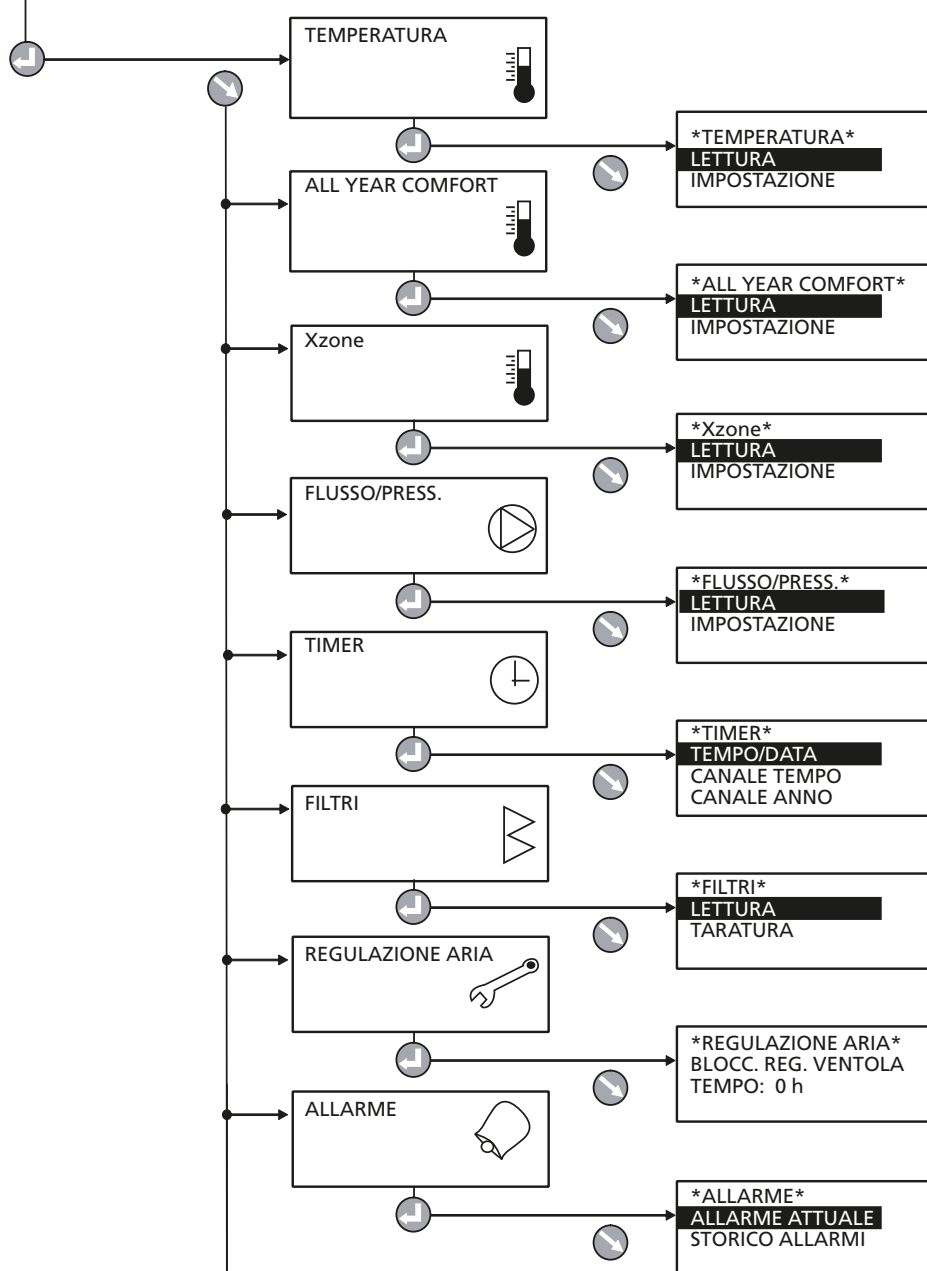 TEMPERATURA
*TEMPERATURA*
LETTURA
IMPOSTAZIONE
ALL YEAR COMFORT
*ALL YEAR COMFORT*
LETTURA
IMPOSTAZIONE
Xzone
*Xzone*
LETTURA
IMPOSTAZIONE
FLUSSO/PRESS.
*FLUSSO/PRESS.*
LETTURA
IMPOSTAZIONE
TIMER
*TIMER*
TEMPO/DATA
CANALE TEMPO
CANALE ANNO
FILTRI
*FILTRI*
LETTURA
TARATURA
REGULAZIONE ARIA
*REGULAZIONE ARIA*
BLOCC. REG. VENTOLA
TEMPO: 0 h
ALLARME
*ALLARME*
ALLARME ATTUALE
STORICO ALLARMI